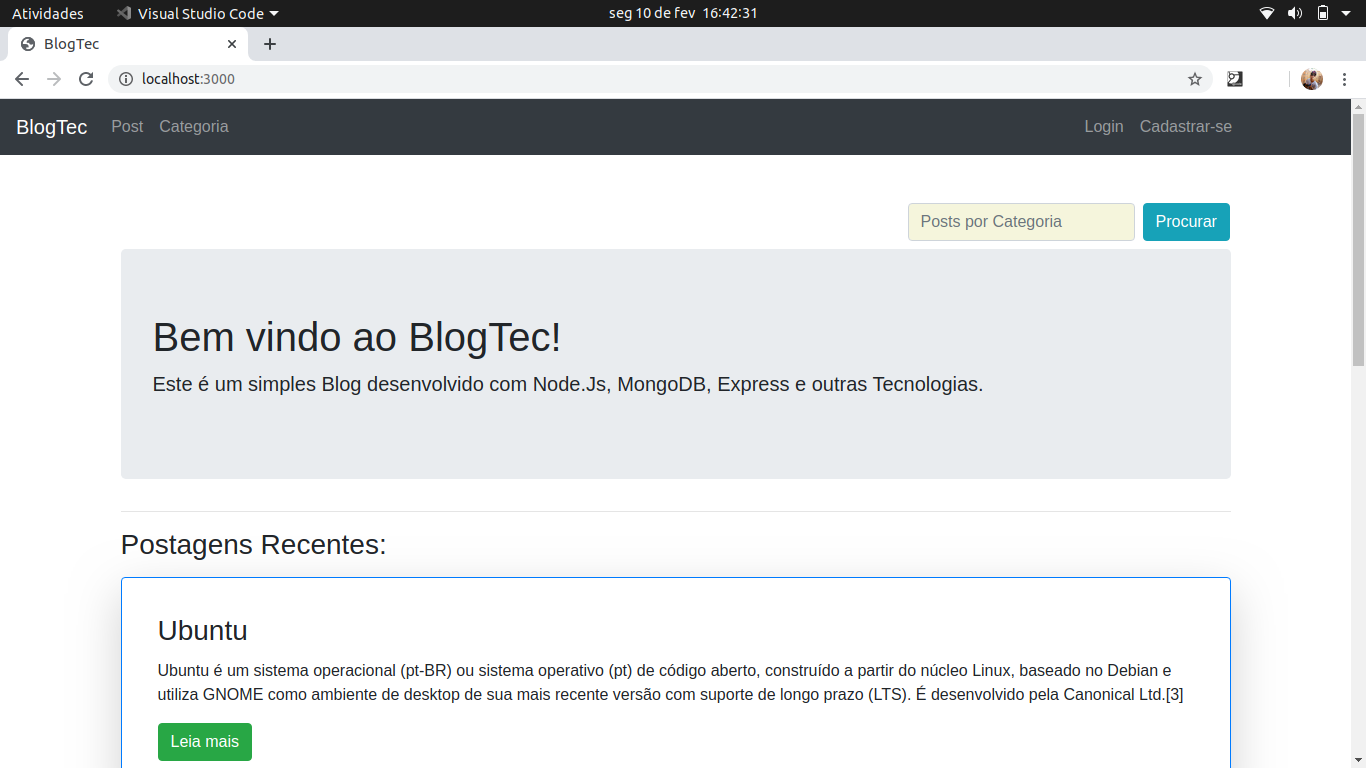 Atividades Visual Studio Code seg 10 de fev 16:42:31
BlogTec
localhost:3000
BlogTec Post Categoria Login Cadastrar-se
Posts por Categoria Procurar
Bem vindo ao BlogTec!
Este é um simples Blog desenvolvido com Node.Js, MongoDB, Express e outras Tecnologias.
Postagens Recentes:
Ubuntu
Ubuntu é um sistema operacional (pt-BR) ou sistema operativo (pt) de código aberto, construído a partir do núcleo Linux, baseado no Debian e
utiliza GNOME como ambiente de desktop de sua mais recente versão com suporte de longo prazo (LTS). É desenvolvido pela Canonical Ltd.[3]
Leia mais